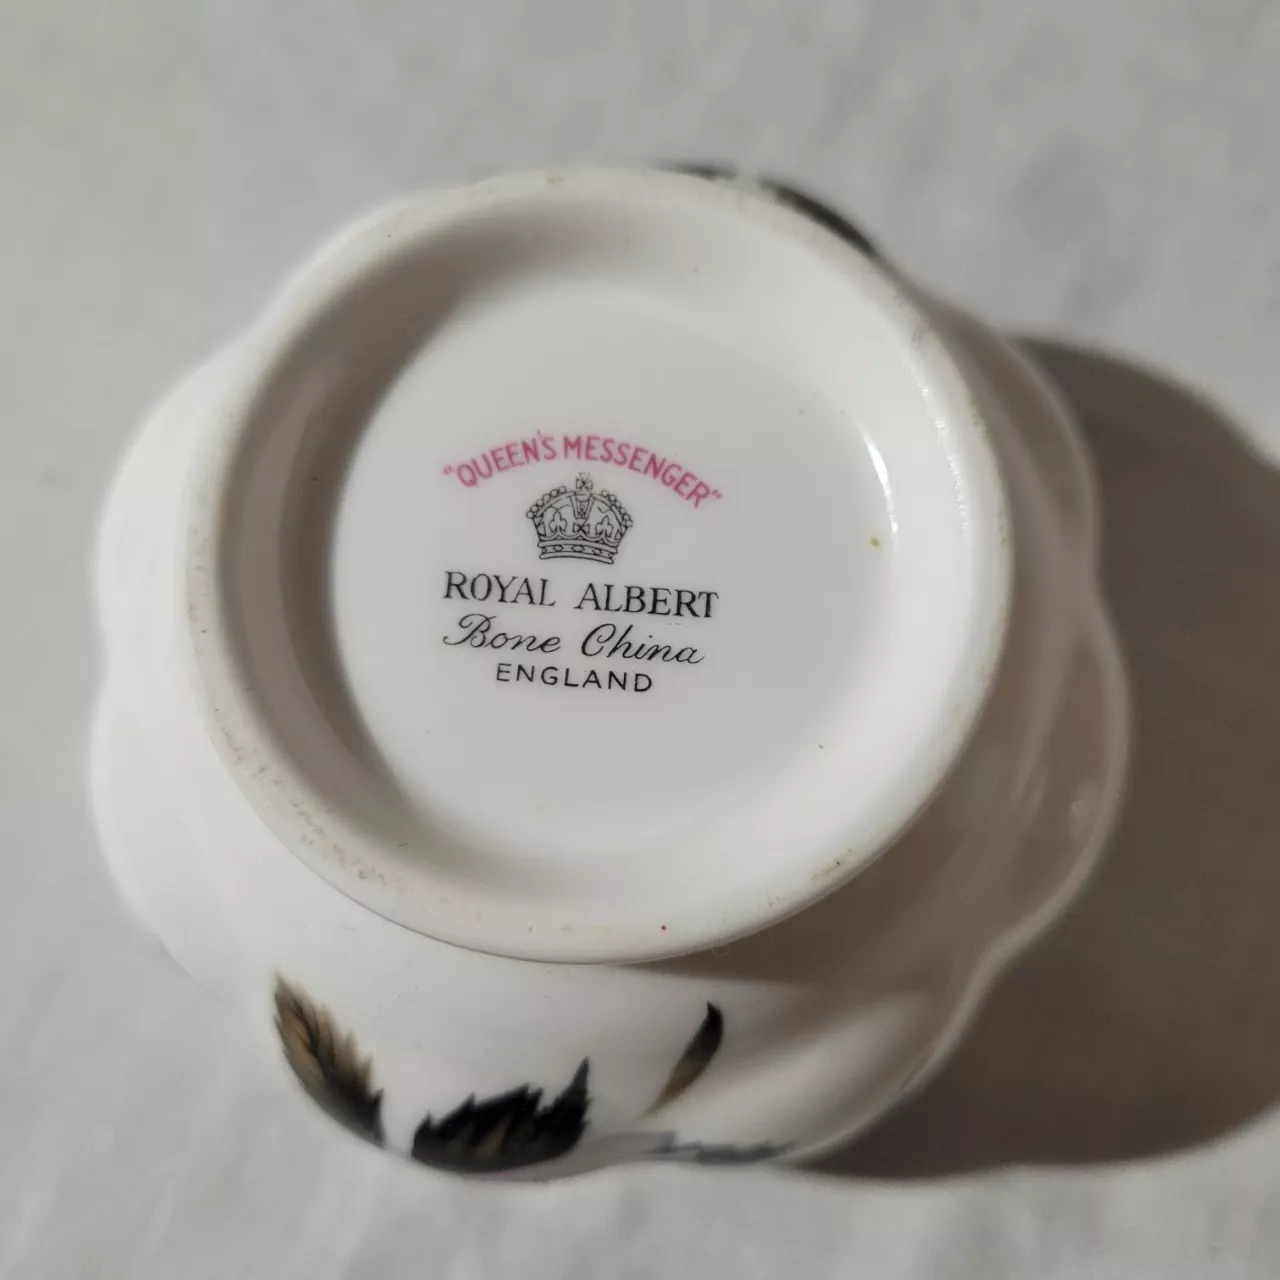 "QUEEN'S MESSENGER"
ROYAL ALBERT
Bone China
ENGLAND